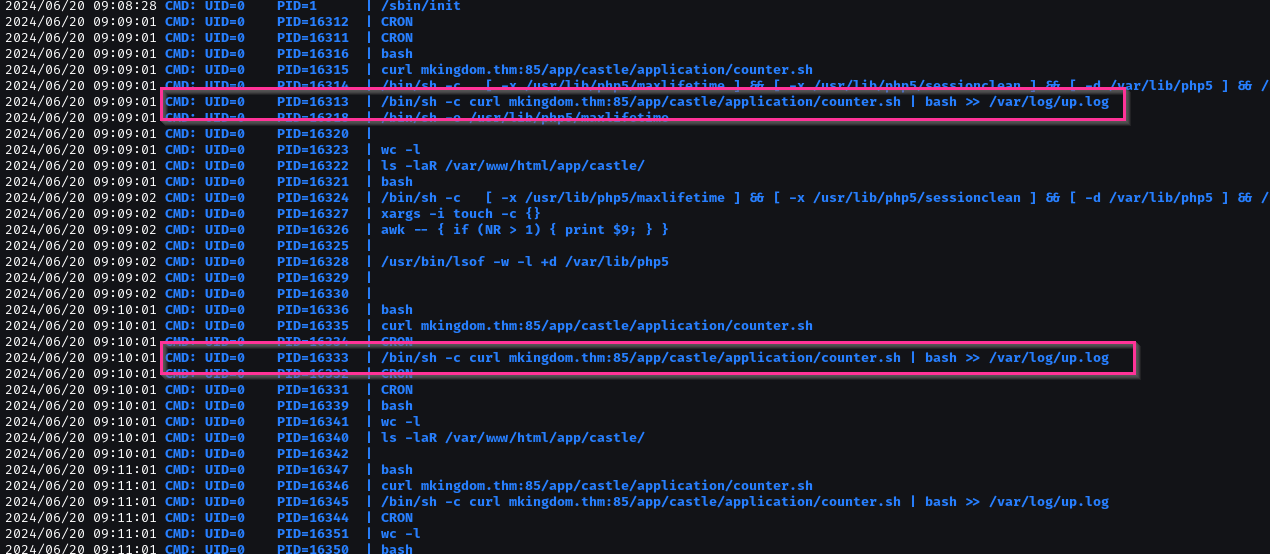 2024/06/20 09:08:28 CMD: UID=0 PID=1 | /sbin/init
2024/06/20 09:09:01 CMD: UID=0 PID=16312 | CRON
2024/06/20 09:09:01 CMD: UID=0 PID=16311 | CRON
2024/06/20 09:09:01 CMD: UID=0 PID=16316 | bash
2024/06/20 09:09:01 CMD: UID=0 PID=16315 | curl mkingdom.thm:85/app/castle/application/counter.sh
2024/06/20 09:09:01 CMD: UID=0 PID=16314 | /bin/sh -c [ -x /usr/lib/php5/maxlifetime ] && [ -x /usr/lib/php5/sessionclean ] && [ -d /var/lib/php5 ] && /
2024/06/20 09:09:01 CMD: UID=0 PID=16313 | /bin/sh -c curl mkingdom.thm:85/app/castle/application/counter.sh | bash >> /var/log/up.log
2024/06/20 09:09:01 CMD: UID=0 PID=16318 | /bin/sh -e /usr/lib/php5/maxlifetime
2024/06/20 09:09:01 CMD: UID=0 PID=16320 |
2024/06/20 09:09:01 CMD: UID=0 PID=16323 | wc -l
2024/06/20 09:09:01 CMD: UID=0 PID=16322 | ls -laR /var/www/html/app/castle/
2024/06/20 09:09:01 CMD: UID=0 PID=16321 | bash
2024/06/20 09:09:02 CMD: UID=0 PID=16324 | /bin/sh -c [ -x /usr/lib/php5/maxlifetime ] && [ -x /usr/lib/php5/sessionclean ] && [ -d /var/lib/php5 ] && /
2024/06/20 09:09:02 CMD: UID=0 PID=16327 | xargs -i touch -c {}
2024/06/20 09:09:02 CMD: UID=0 PID=16326 | awk -- { if (NR > 1) { print $9; } }
2024/06/20 09:09:02 CMD: UID=0 PID=16325 |
2024/06/20 09:09:02 CMD: UID=0 PID=16328 | /usr/bin/lsof -w -l +d /var/lib/php5
2024/06/20 09:09:02 CMD: UID=0 PID=16329 |
2024/06/20 09:09:02 CMD: UID=0 PID=16330 |
2024/06/20 09:10:01 CMD: UID=0 PID=16336 | bash
2024/06/20 09:10:01 CMD: UID=0 PID=16335 | curl mkingdom.thm:85/app/castle/application/counter.sh
2024/06/20 09:10:01 CMD: UID=0 PID=16334 | CRON
2024/06/20 09:10:01 CMD: UID=0 PID=16333 | /bin/sh -c curl mkingdom.thm:85/app/castle/application/counter.sh | bash >> /var/log/up.log
2024/06/20 09:10:01 CMD: UID=0 PID=16332 | CRON
2024/06/20 09:10:01 CMD: UID=0 PID=16331 | CRON
2024/06/20 09:10:01 CMD: UID=0 PID=16339 | bash
2024/06/20 09:10:01 CMD: UID=0 PID=16341 | wc -l
2024/06/20 09:10:01 CMD: UID=0 PID=16340 | ls -laR /var/www/html/app/castle/
2024/06/20 09:10:01 CMD: UID=0 PID=16342 |
2024/06/20 09:11:01 CMD: UID=0 PID=16347 | bash
2024/06/20 09:11:01 CMD: UID=0 PID=16346 | curl mkingdom.thm:85/app/castle/application/counter.sh
2024/06/20 09:11:01 CMD: UID=0 PID=16345 | /bin/sh -c curl mkingdom.thm:85/app/castle/application/counter.sh | bash >> /var/log/up.log
2024/06/20 09:11:01 CMD: UID=0 PID=16344 | CRON
2024/06/20 09:11:01 CMD: UID=0 PID=16351 | wc -l
2024/06/20 09:11:01 CMD: UID=0 PID=16350 | bash